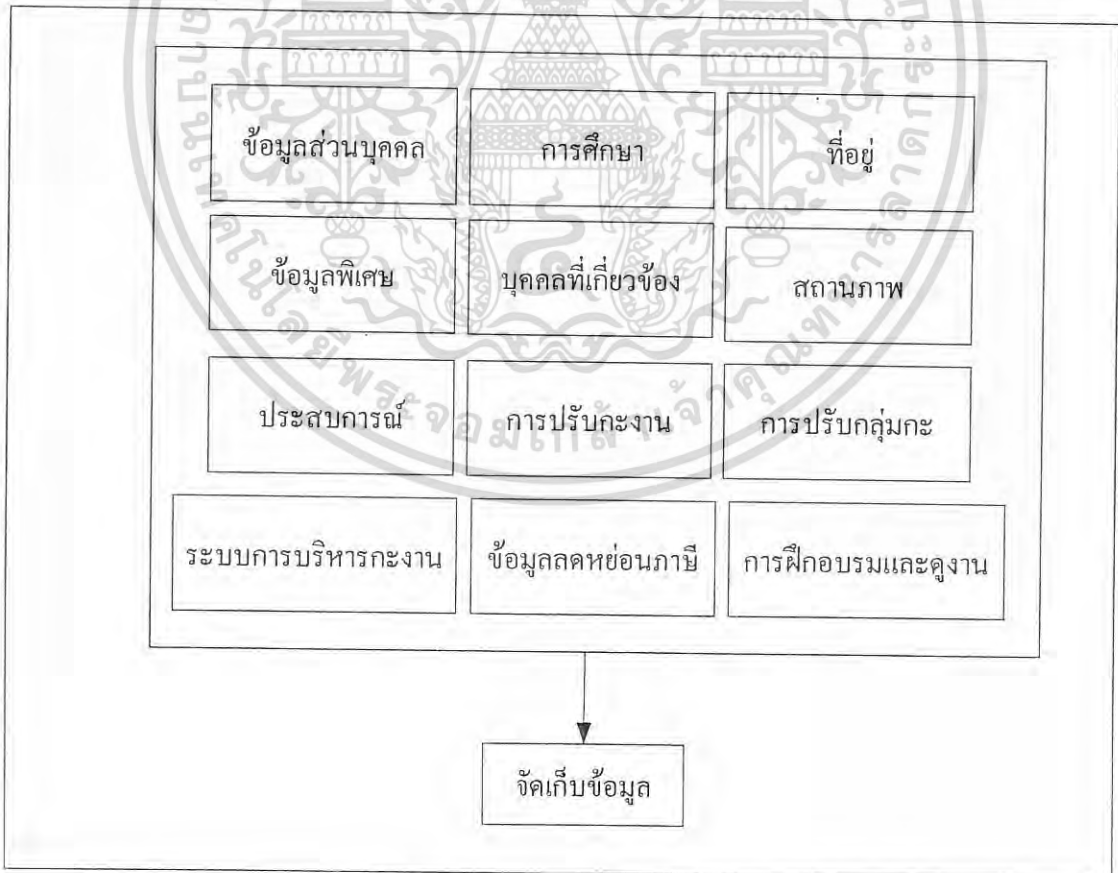 ข้อมูลส่วนบุคคล
การศึกษา
ที่อยู่
ข้อมูลพิเศษ
บุคคลที่เกี่ยวข้อง
สถานภาพ
ประสบการณ์
การปรับกะงาน
การปรับกลุ่มกะ
ระบบการบริหารกะงาน
ข้อมูลลดหย่อนภาษี
การฝึกอบรมและดูงาน
จัดเก็บข้อมูล